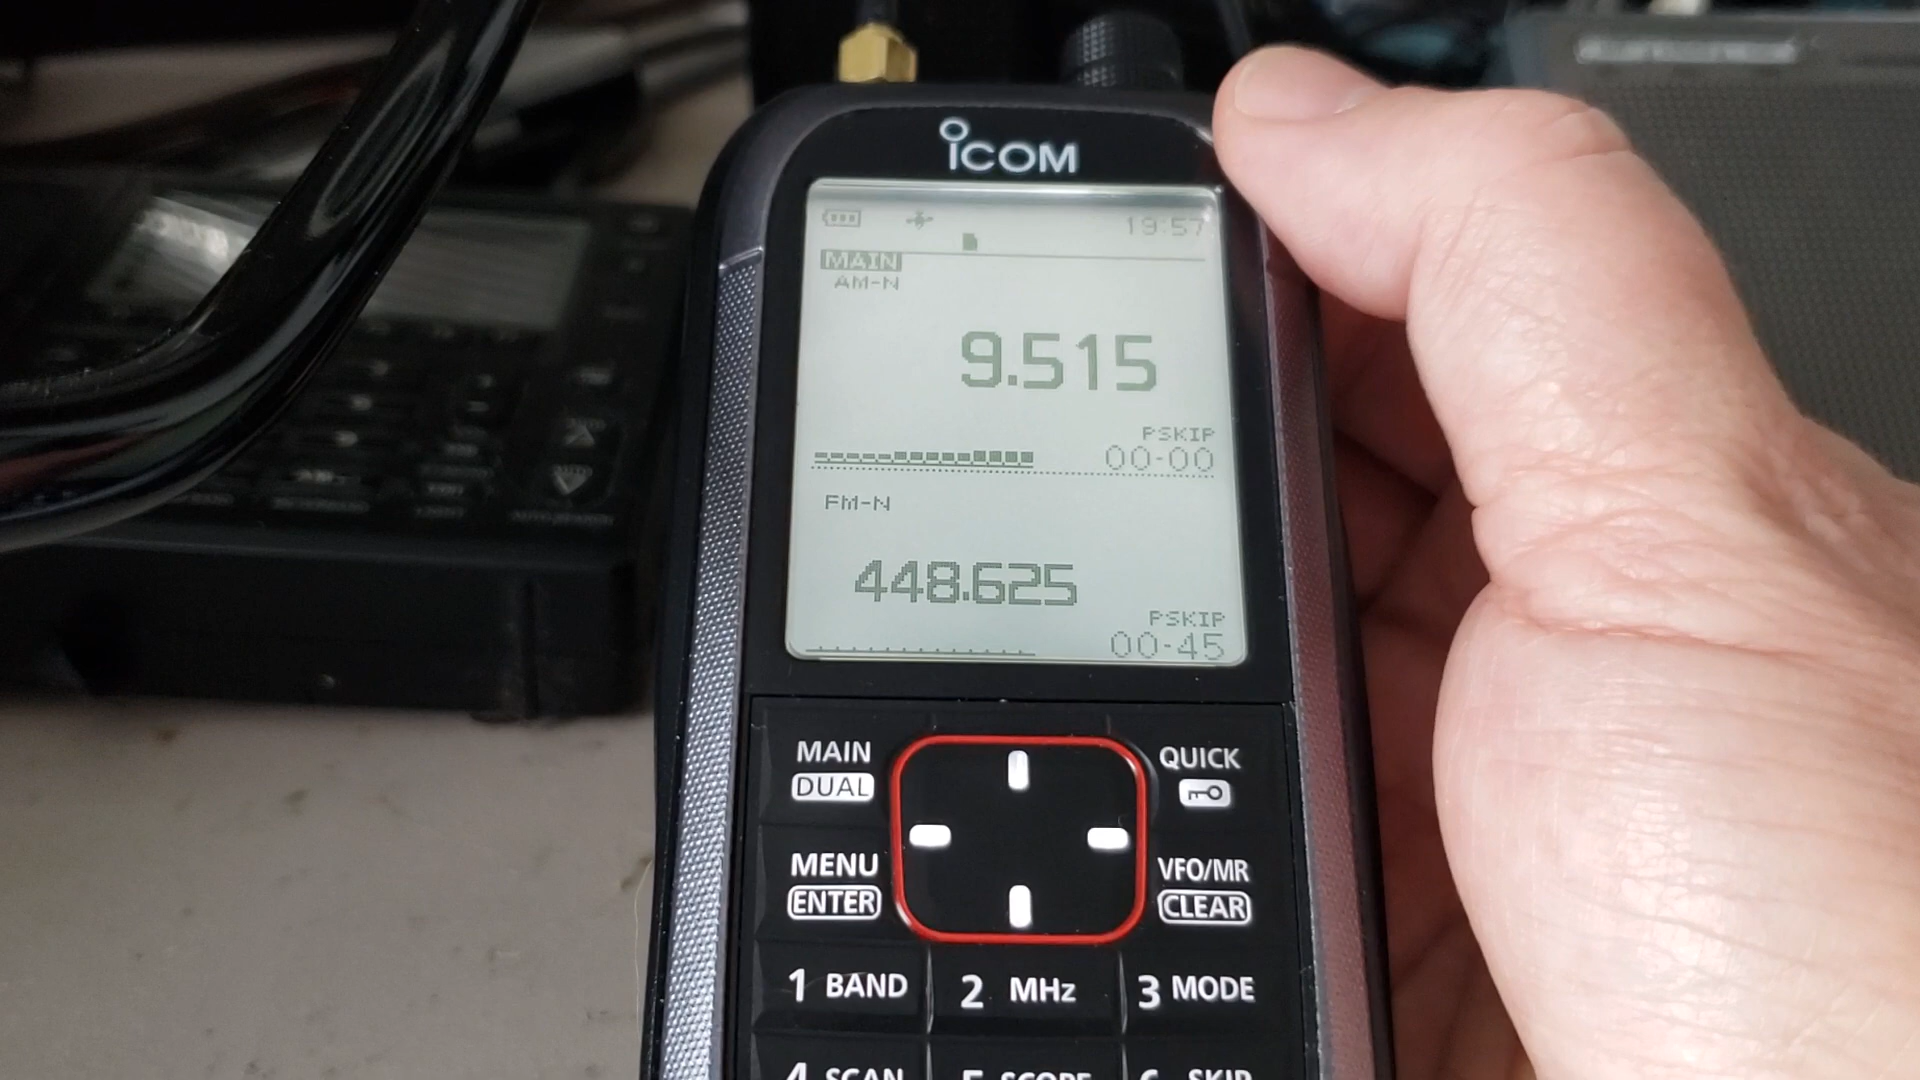 ICOM
19:57
MAIN
AM-N
9.515
PSKIP
00-00
FM-N
448.625
PSKIP
00-45
MAIN QUICK
DUAL
MENU VFO/MR
ENTER CLEAR
1 BAND 2 MHz 3 MODE
4 SCAN 5 SCOPE 6 SKIP